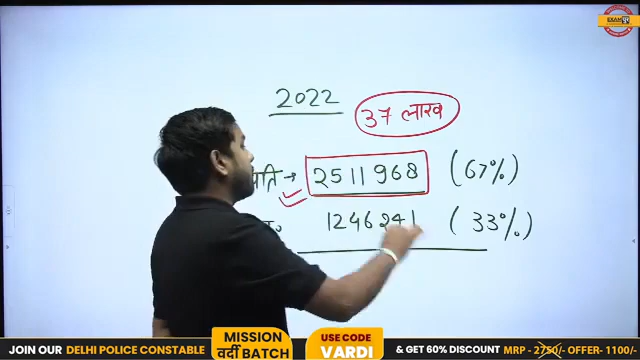 2022
37 लाख
2511968 (67%)
1246241 (33%)
JOIN OUR DELHI POLICE CONSTABLE
MISSION
वर्दी BATCH
USE CODE
VARDI
& GET 60% DISCOUNT MRP - 2750/- OFFER- 1100/-